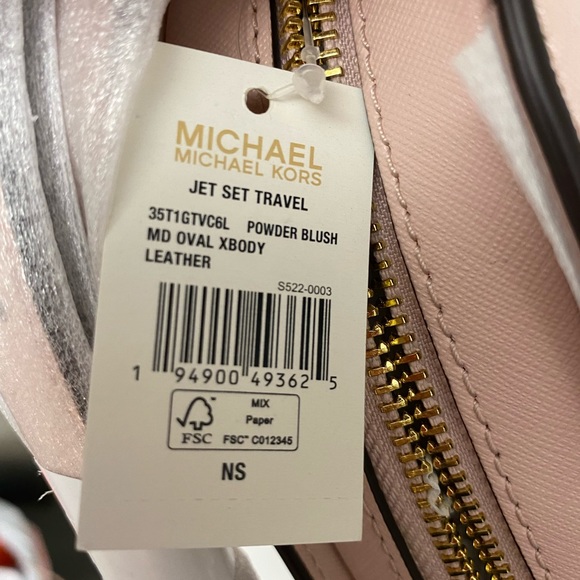 MICHAEL
MICHAEL KORS
JET SET TRAVEL
35T1GTVC6L POWDER BLUSH
MD OVAL XBODY
LEATHER
S522-0003
1 94900 49362 5
MIX
Paper
FSC FSC™ C012345
NS